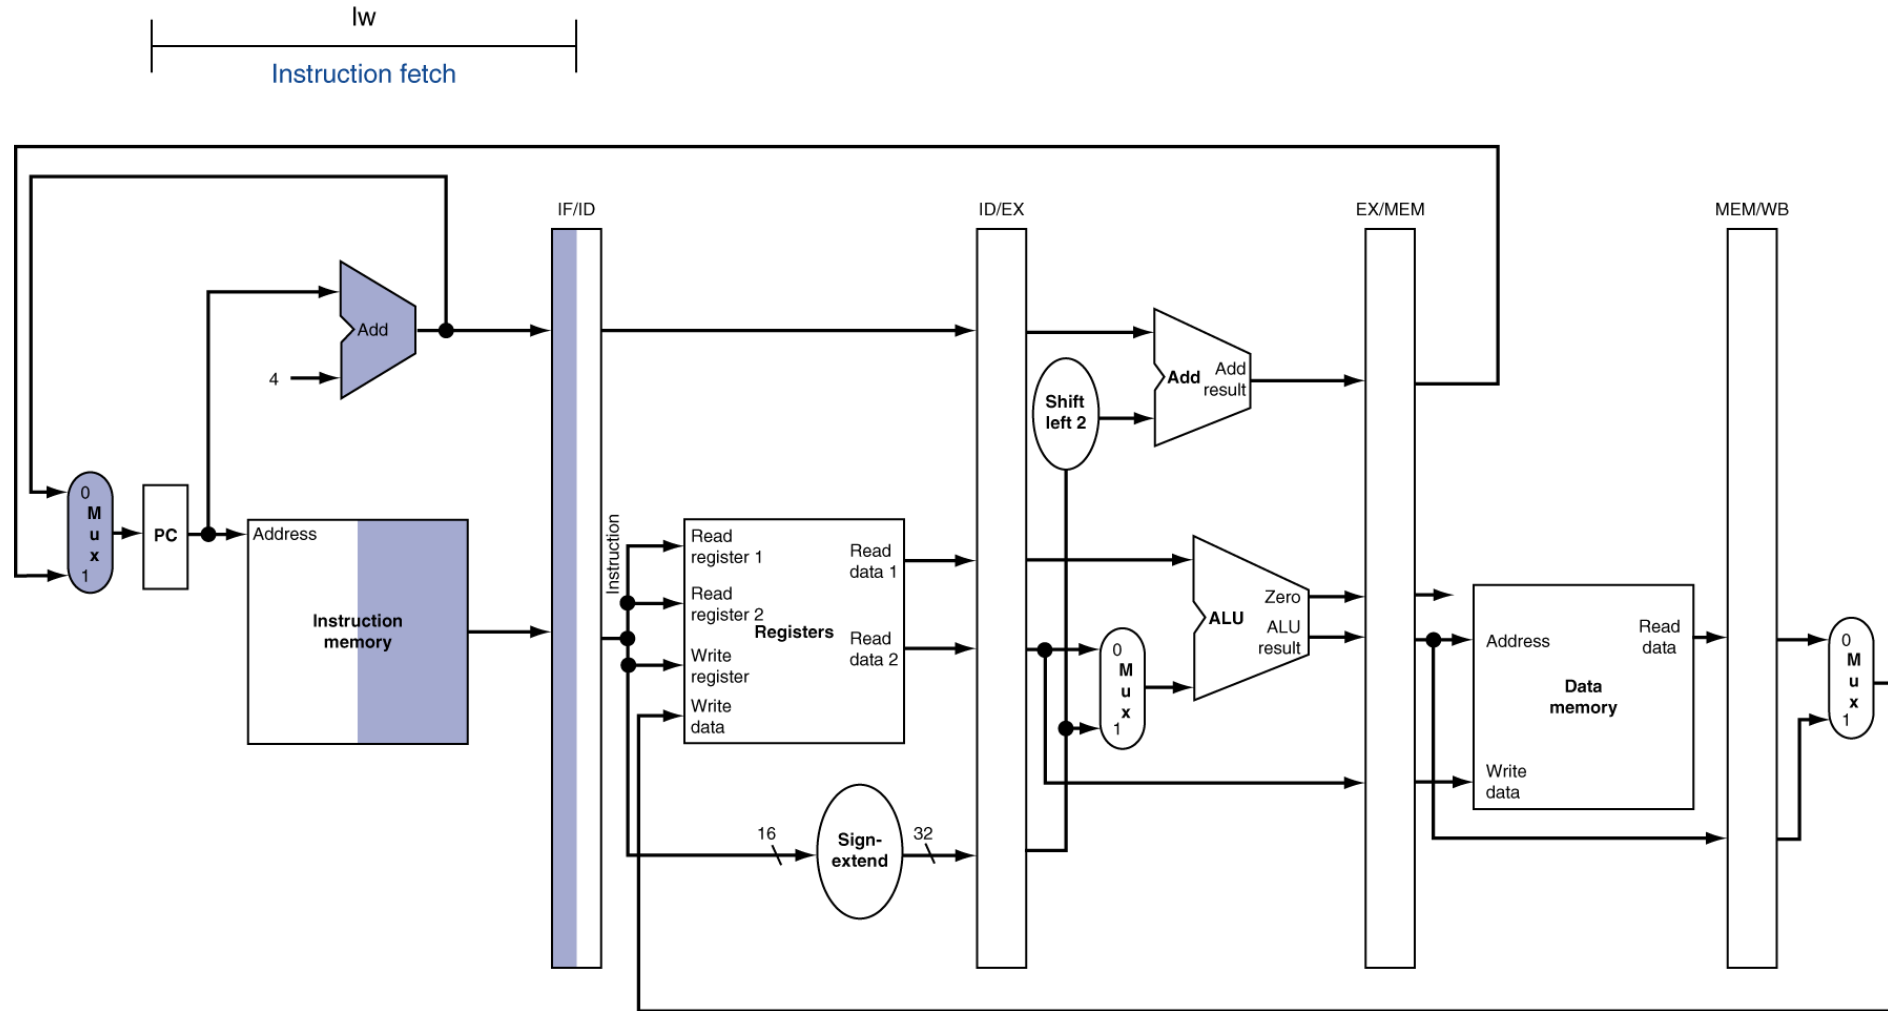 lw
Instruction fetch
IF/ID
ID/EX
EX/MEM
MEM/WB
Add
4
Add
Add
result
Shift
left 2
0
M
u
x
1
PC
Address
Instruction
memory
Instruction
Read
register 1
Read
register 2
Write
register
Write
data
Registers
Read
data 1
Read
data 2
16
Sign-
extend
32
0
M
u
x
1
Zero
ALU
ALU
result
Address
Read
data
Data
memory
Write
data
0
M
u
x
1